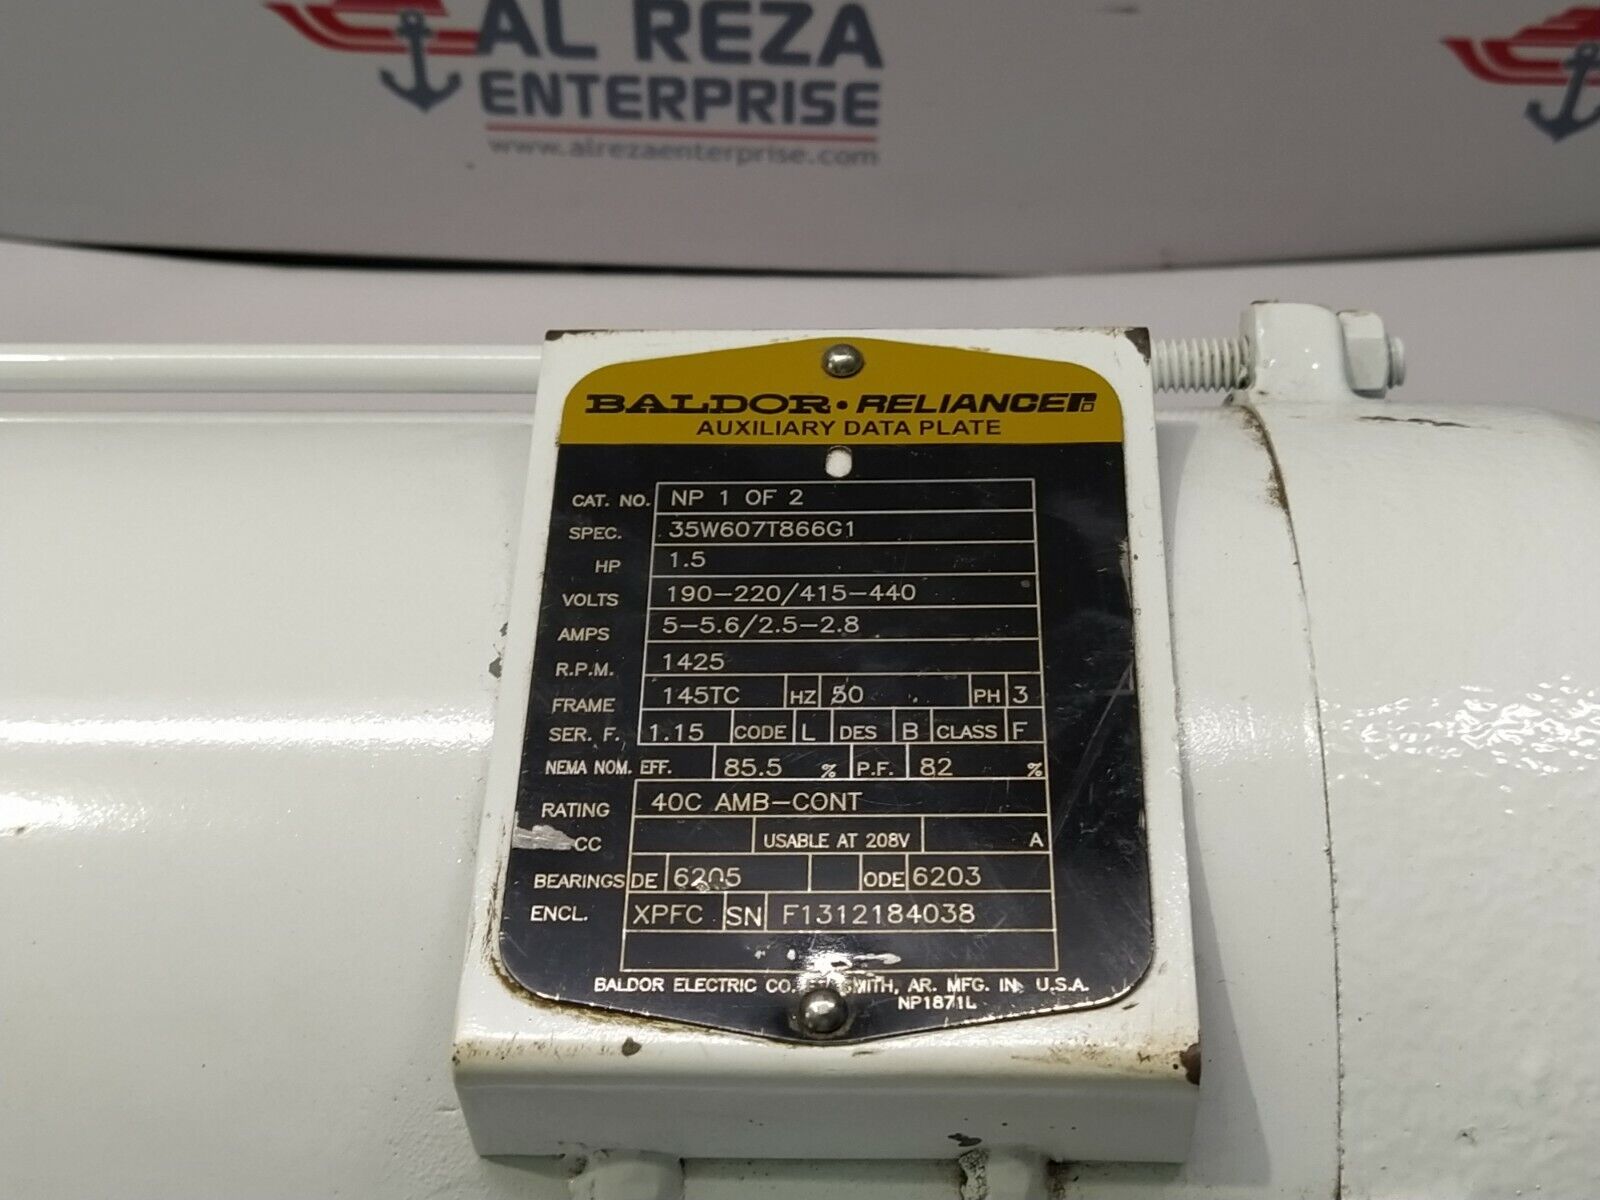 AL REZA
ENTERPRISE
www.alrezaenterprise.com
BALDOR • RELIANCER
AUXILIARY DATA PLATE
CAT. NO. NP 1 OF 2
SPEC. 35W607T866G1
HP 1.5
VOLTS 190-220/415-440
AMPS 5-5.6/2.5-2.8
R.P.M. 1425
FRAME 145TC HZ 50 PH 3
SER. F. 1.15 CODE L DES B CLASS F
NEMA NOM. EFF. 85.5 % P.F. 82 %
RATING 40C AMB-CONT
CC USABLE AT 208V A
BEARINGS DE 6205 ODE 6203
ENCL. XPFC SN F1312184038
BALDOR ELECTRIC CO. AR. MFG. IN U.S.A.
NP1871L